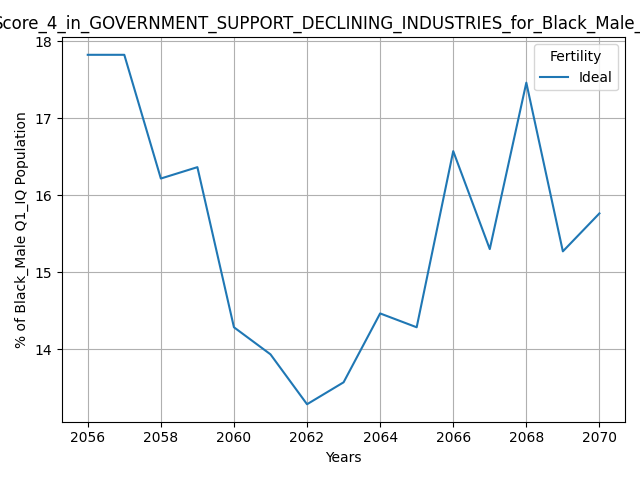 Score_4_in_GOVERNMENT_SUPPORT_DECLINING_INDUSTRIES_for_Black_Male_
Fertility
Ideal
% of Black_Male Q1_IQ Population
18
17
16
15
14
2056 2058 2060 2062 2064 2066 2068 2070
Years